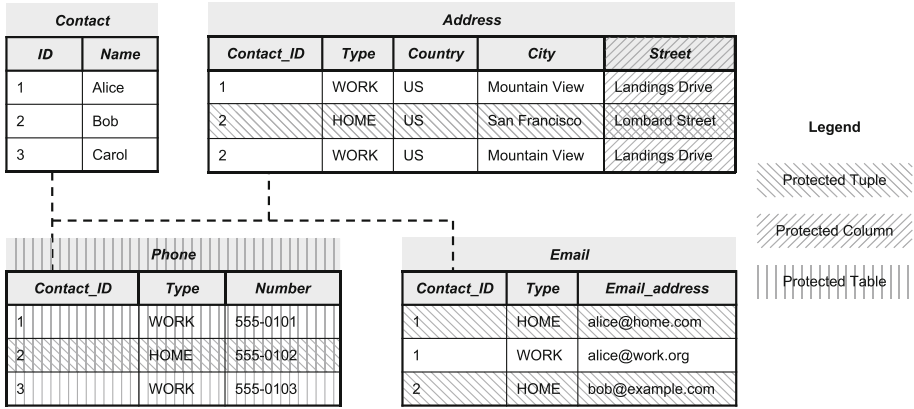 Contact
ID Name
1 Alice
2 Bob
3 Carol
Address
Contact_ID Type Country City Street
1 WORK US Mountain View Landings Drive
2 HOME US San Francisco Lombard Street
2 WORK US Mountain View Landings Drive
Legend
Protected Tuple
Protected Column
Protected Table
Phone
Contact_ID Type Number
1 WORK 555-0101
2 HOME 555-0102
3 WORK 555-0103
Email
Contact_ID Type Email_address
1 HOME alice@home.com
1 WORK alice@work.org
2 HOME bob@example.com